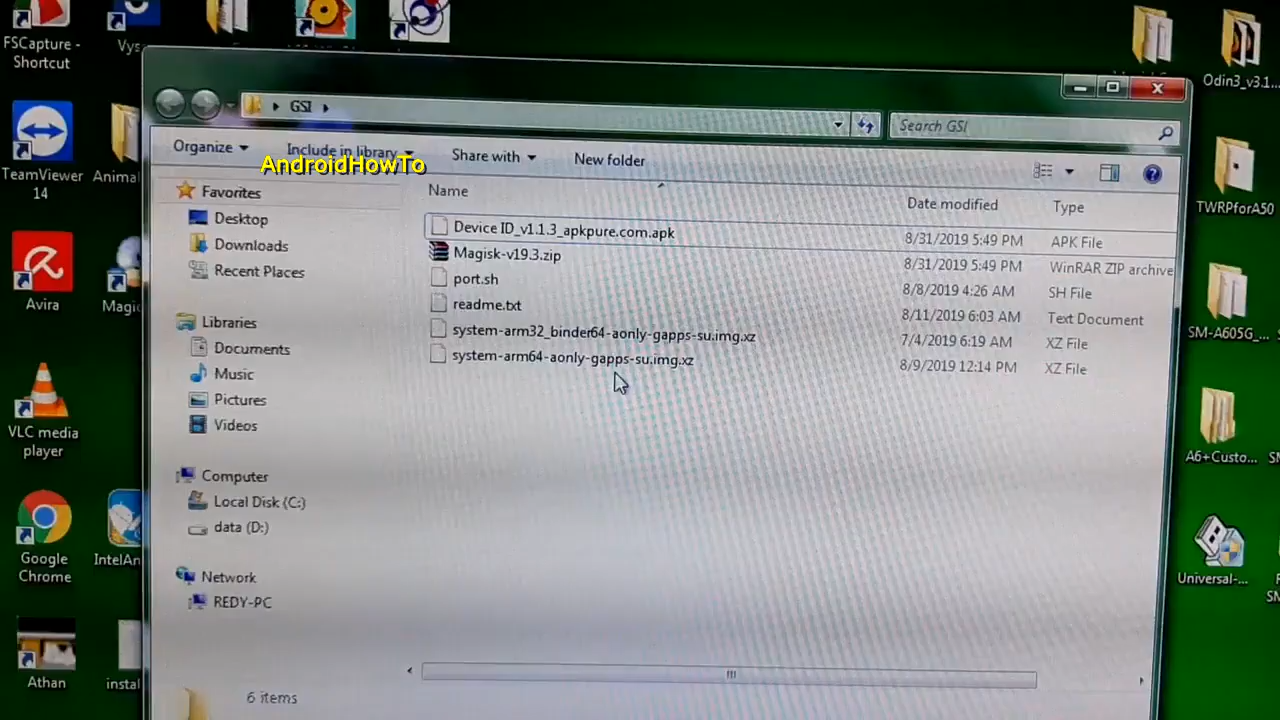 FSCapture -
Shortcut
Vys
Odin3_v3.1...
GSI
Search GSI
Organize
Include in library
Share with
New folder
AndroidHowTo
TeamViewer
14
Animal
TWRPforA50
Favorites
Desktop
Downloads
Recent Places
Libraries
Documents
Music
Pictures
Videos
Computer
Local Disk (C:)
data (D:)
Network
REDY-PC
Name
Date modified
Type
Device ID_v1.1.3_apkpure.com.apk
8/31/2019 5:49 PM
APK File
Magisk-v19.3.zip
8/31/2019 5:49 PM
WinRAR ZIP archive
port.sh
8/8/2019 4:26 AM
SH File
readme.txt
8/11/2019 6:03 AM
Text Document
system-arm32_binder64-aonly-gapps-su.img.xz
7/4/2019 6:19 AM
XZ File
system-arm64-aonly-gapps-su.img.xz
8/9/2019 12:14 PM
XZ File
Avira
Magic
SM-A605G_...
VLC media
player
A6+Custo...
Google
Chrome
IntelAn
Universal-...
Athan
instal
6 items